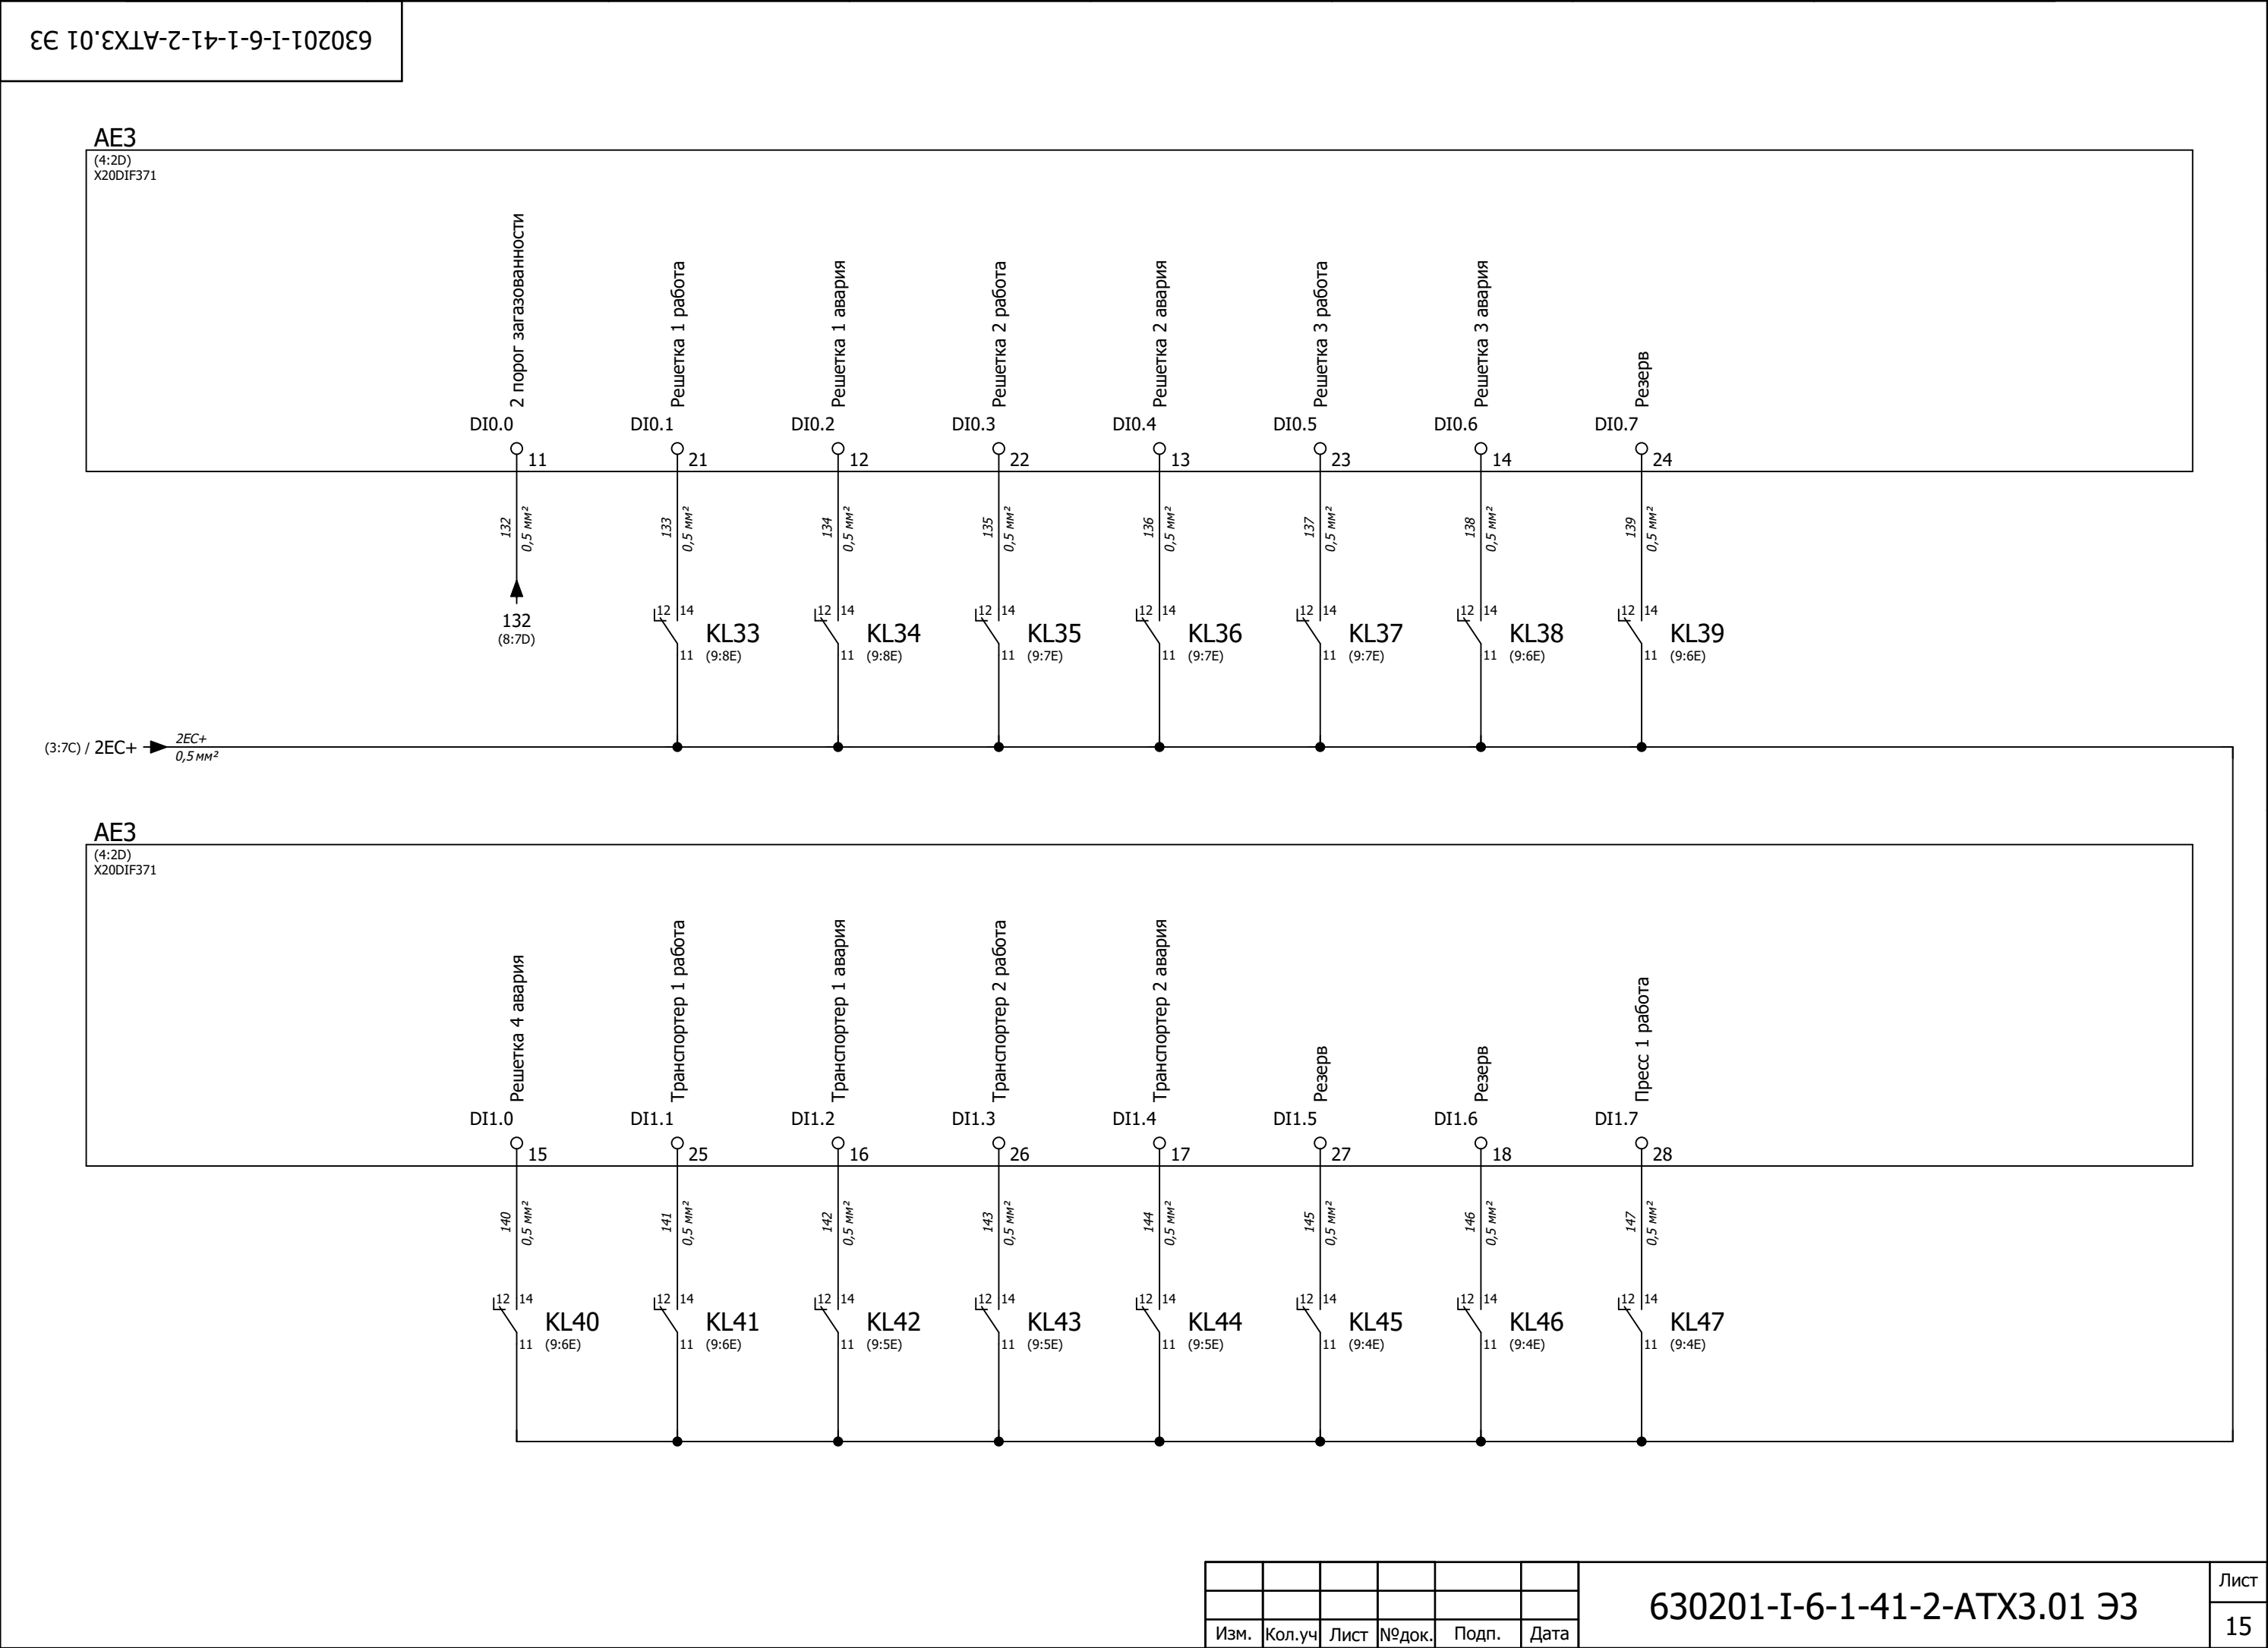 630201-I-6-1-41-2-АТХ3.01 Э3
AE3
(4:2D)
X20DIF371
2 порог загазованности
Решетка 1 работа
Решетка 1 авария
Решетка 2 работа
Решетка 2 авария
Решетка 3 работа
Решетка 3 авария
Резерв
DI0.0 DI0.1 DI0.2 DI0.3 DI0.4 DI0.5 DI0.6 DI0.7
11 21 12 22 13 23 14 24
132 0,5 мм² 133 0,5 мм² 134 0,5 мм² 135 0,5 мм² 136 0,5 мм² 137 0,5 мм² 138 0,5 мм² 139 0,5 мм²
12 14 12 14 12 14 12 14 12 14 12 14 12 14
132 KL33 KL34 KL35 KL36 KL37 KL38 KL39
(8:7D) 11 (9:8E) 11 (9:8E) 11 (9:7E) 11 (9:7E) 11 (9:7E) 11 (9:6E) 11 (9:6E)
(3:7C) / 2EC+ 2EC+
0,5 мм²
AE3
(4:2D)
X20DIF371
Решетка 4 авария
Транспортер 1 работа
Транспортер 1 авария
Транспортер 2 работа
Транспортер 2 авария
Резерв
Резерв
Пресс 1 работа
DI1.0 DI1.1 DI1.2 DI1.3 DI1.4 DI1.5 DI1.6 DI1.7
15 25 16 26 17 27 18 28
140 0,5 мм² 141 0,5 мм² 142 0,5 мм² 143 0,5 мм² 144 0,5 мм² 145 0,5 мм² 146 0,5 мм² 147 0,5 мм²
12 14 12 14 12 14 12 14 12 14 12 14 12 14 12 14
KL40 KL41 KL42 KL43 KL44 KL45 KL46 KL47
11 (9:6E) 11 (9:6E) 11 (9:5E) 11 (9:5E) 11 (9:5E) 11 (9:4E) 11 (9:4E) 11 (9:4E)
630201-I-6-1-41-2-АТХ3.01 Э3
Лист
15
Изм. Кол.уч Лист №док. Подп. Дата